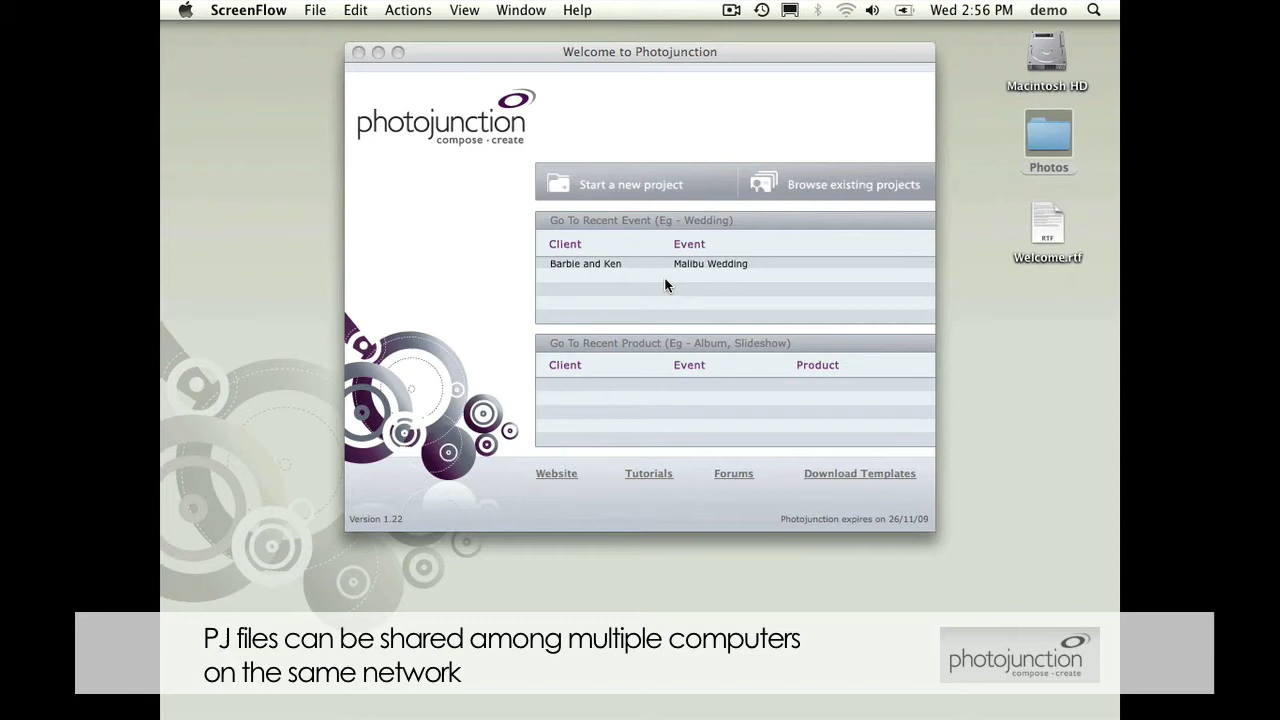 ScreenFlow File Edit Actions View Window Help Wed 2:56 PM demo
Welcome to Photojunction
Macintosh HD
photojunction
compose · create
Photos
Start a new project Browse existing projects
Go To Recent Event (Eg - Wedding)
Client Event
Barbie and Ken Malibu Wedding
RTF
Welcome.rtf
Go To Recent Product (Eg - Album, Slideshow)
Client Event Product
Website Tutorials Forums Download Templates
Version 1.22 Photojunction expires on 26/11/09
PJ files can be shared among multiple computers
on the same network
photojunction
compose · create